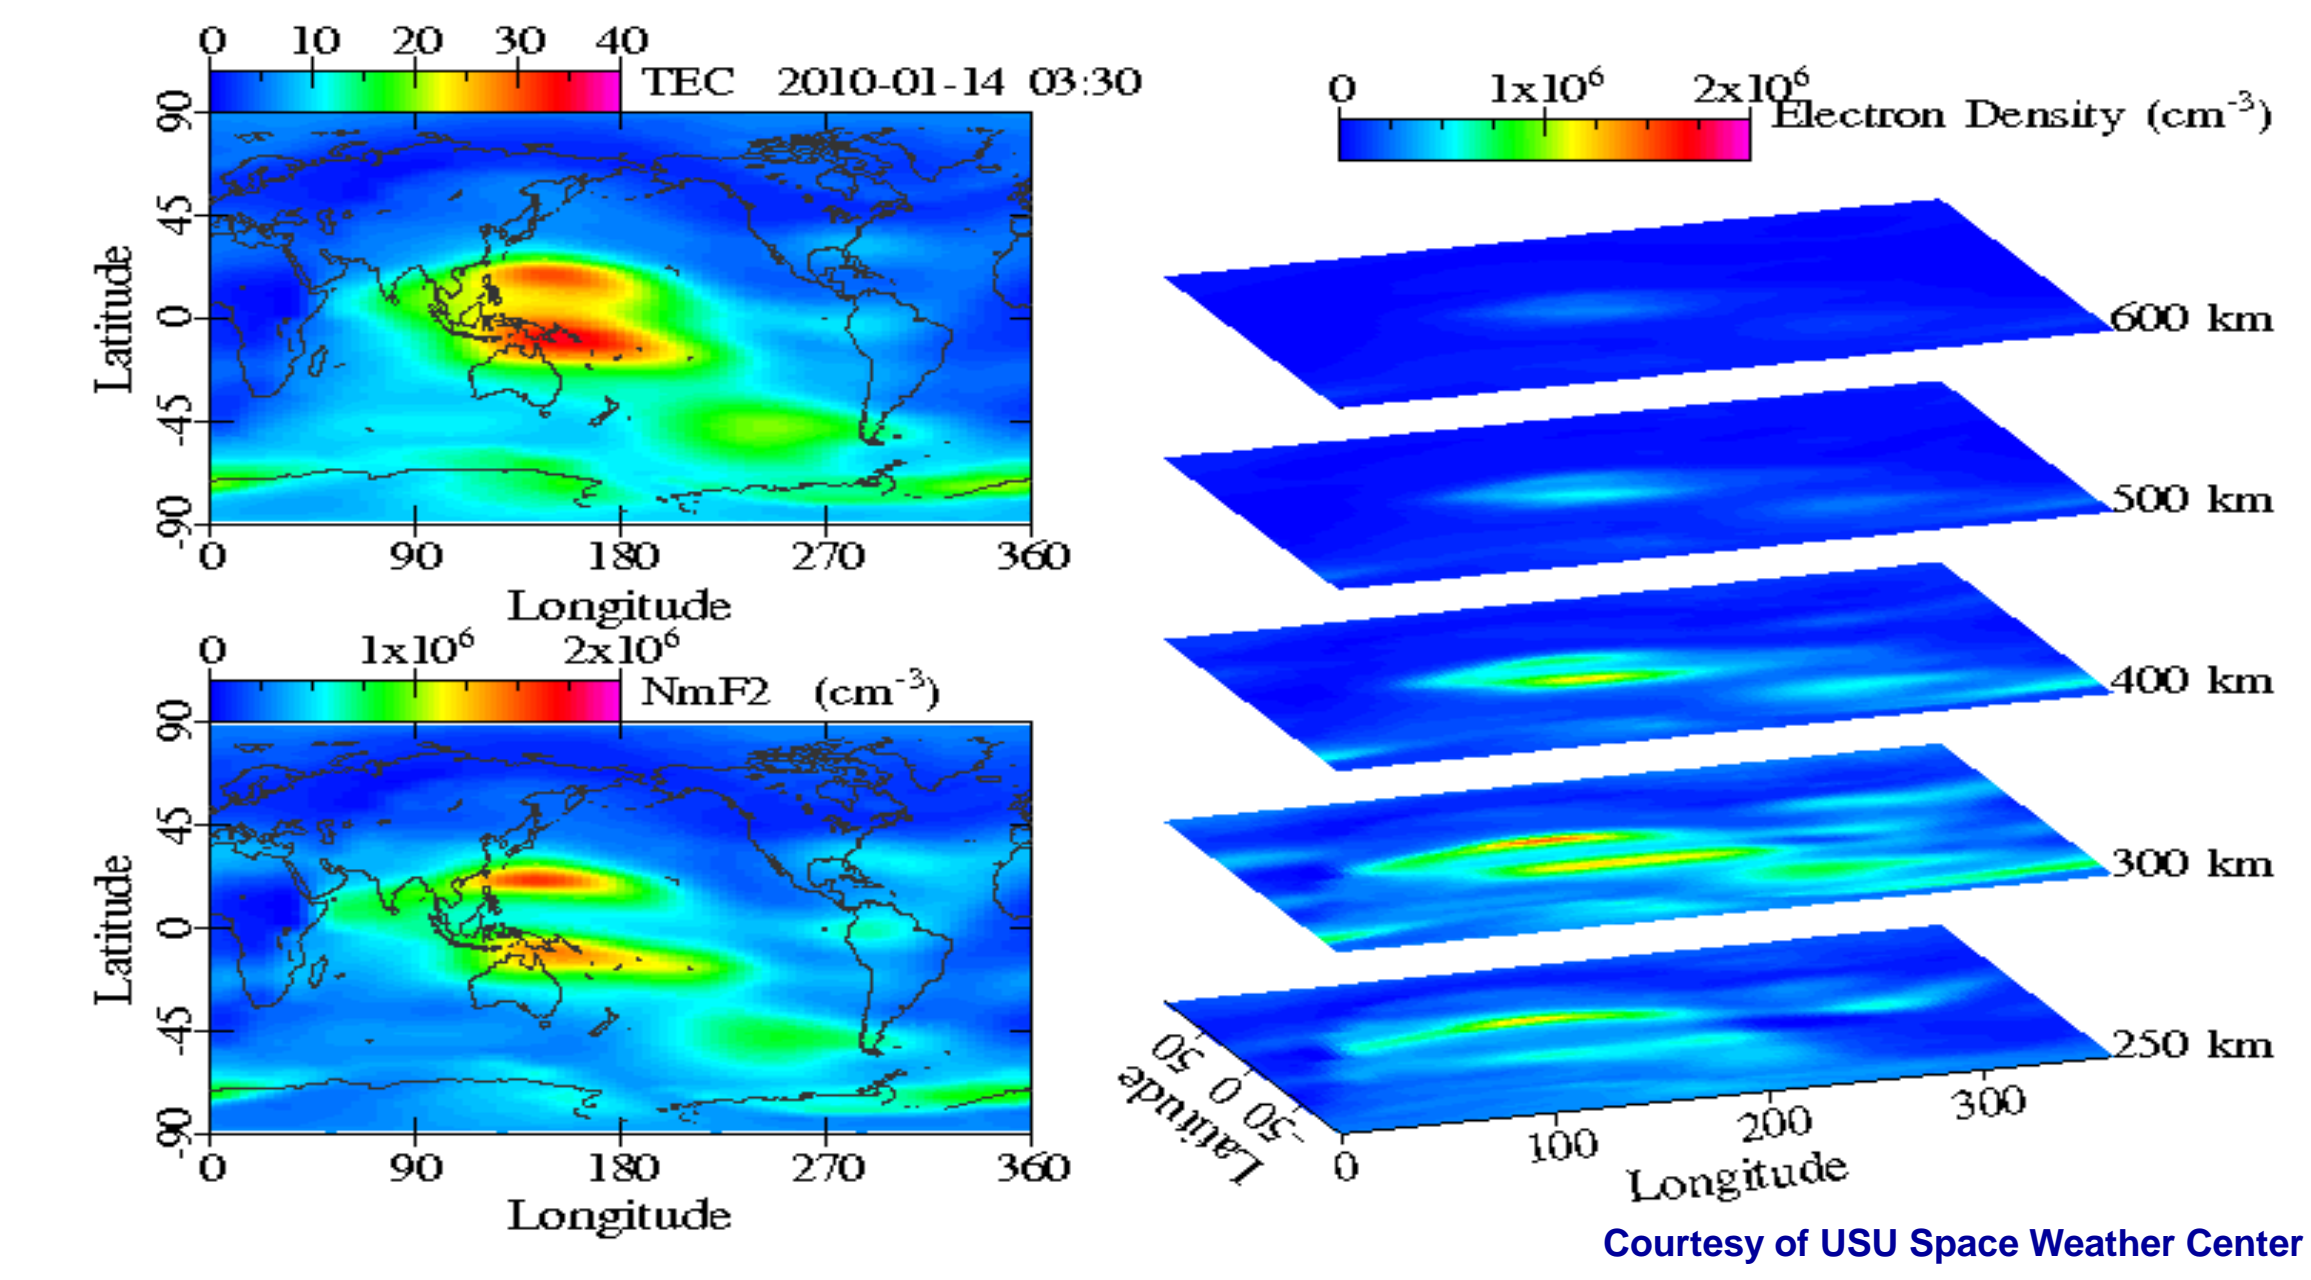 0 10 20 30 40
TEC 2010-01-14 03:30
90
45
0
-45
-90
Latitude
0 90 180 270 360
Longitude
0 1x10⁶ 2x10⁶
NmF2 (cm⁻³)
90
45
0
-45
-90
Latitude
0 90 180 270 360
Longitude
0 1x10⁶ 2x10⁶
Electron Density (cm⁻³)
600 km
500 km
400 km
300 km
250 km
50 0 -50
Latitude
0 100 200 300
Longitude
Courtesy of USU Space Weather Center